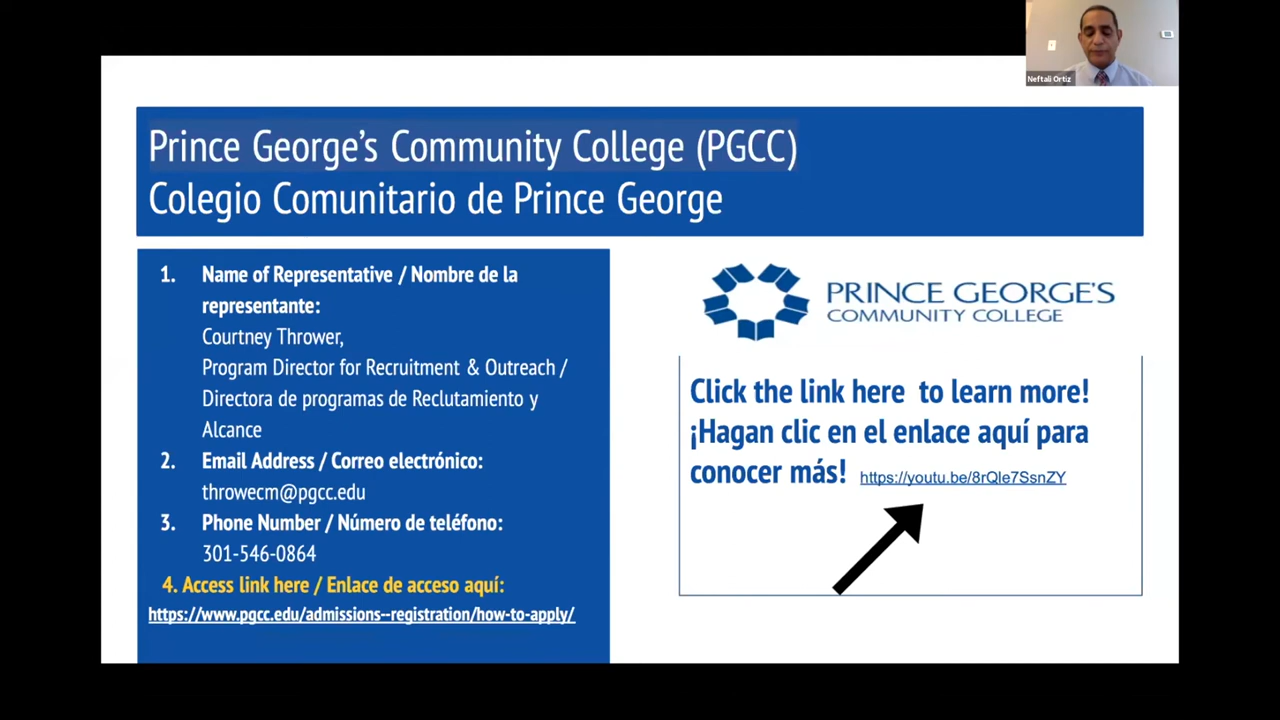 Neftali Ortiz
Prince George's Community College (PGCC)
Colegio Comunitario de Prince George
1. Name of Representative / Nombre de la
representante:
Courtney Thrower,
Program Director for Recruitment & Outreach /
Directora de programas de Reclutamiento y
Alcance
2. Email Address / Correo electrónico:
throwecm@pgcc.edu
3. Phone Number / Número de teléfono:
301-546-0864
4. Access link here / Enlace de acceso aquí:
https://www.pgcc.edu/admissions--registration/how-to-apply/
PRINCE GEORGE'S
COMMUNITY COLLEGE
Click the link here to learn more!
¡Hagan clic en el enlace aquí para
conocer más! https://youtu.be/8rQle7SsnZY